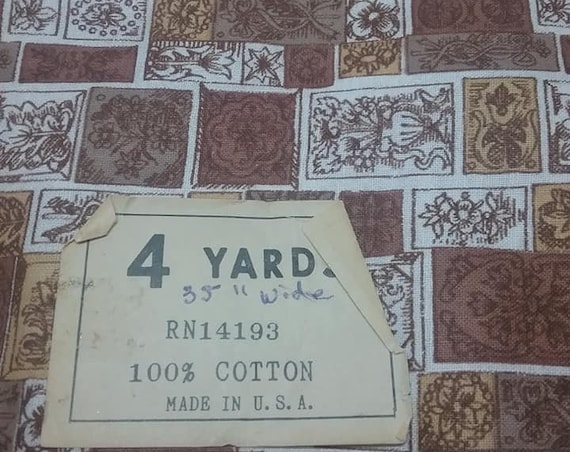 4 YARDS
35" wide
RN14193
100% COTTON
MADE IN U.S.A.